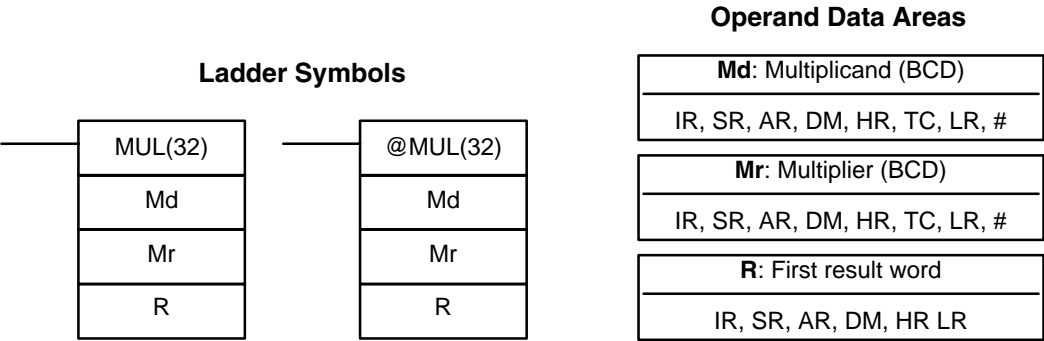 Ladder Symbols
MUL(32)
Md
Mr
R
@MUL(32)
Md
Mr
R
Operand Data Areas
Md: Multiplicand (BCD)
IR, SR, AR, DM, HR, TC, LR, #
Mr: Multiplier (BCD)
IR, SR, AR, DM, HR, TC, LR, #
R: First result word
IR, SR, AR, DM, HR LR